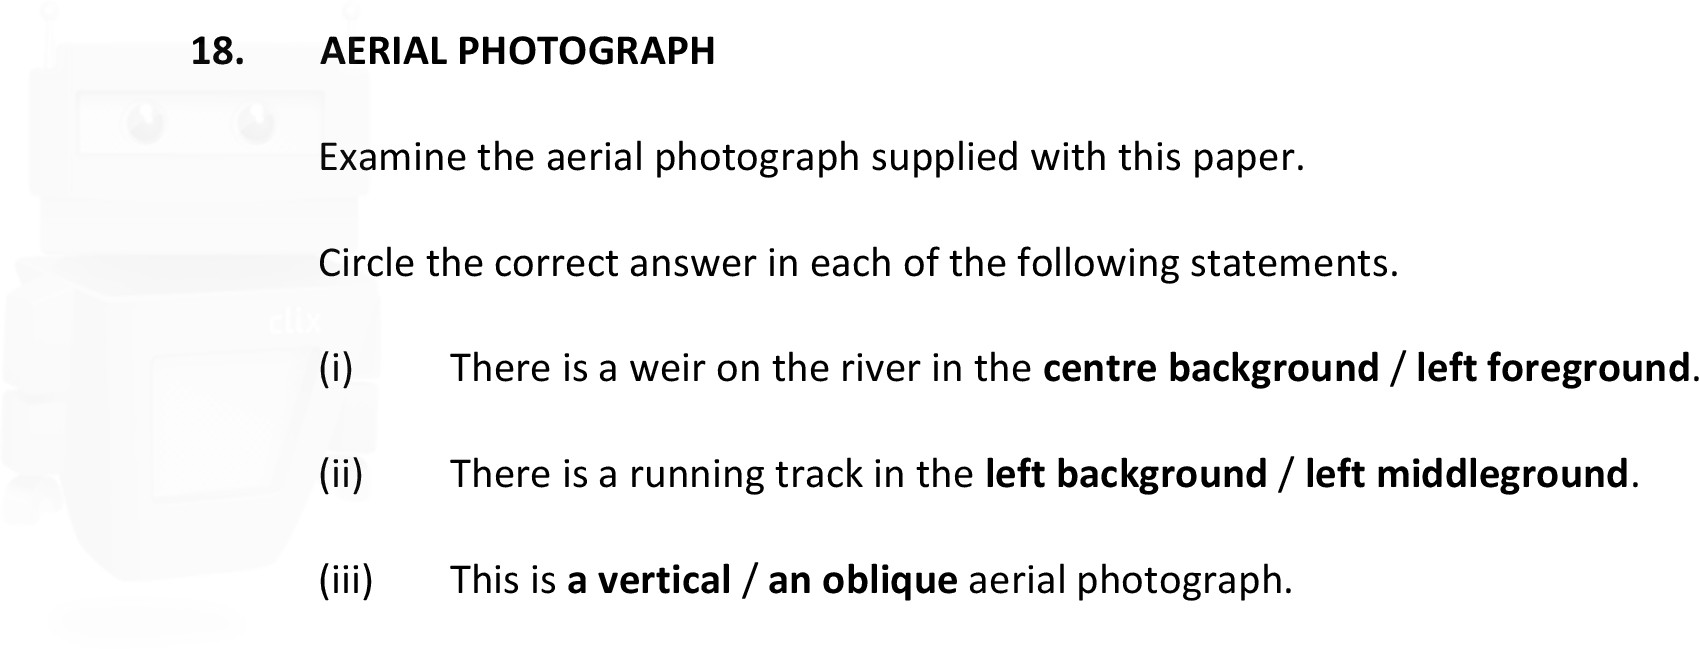 18. AERIAL PHOTOGRAPH
Examine the aerial photograph supplied with this paper.
Circle the correct answer in each of the following statements.
clix
(i) There is a weir on the river in the centre background / left foreground.
(ii) There is a running track in the left background / left middleground.
(iii) This is a vertical / an oblique aerial photograph.